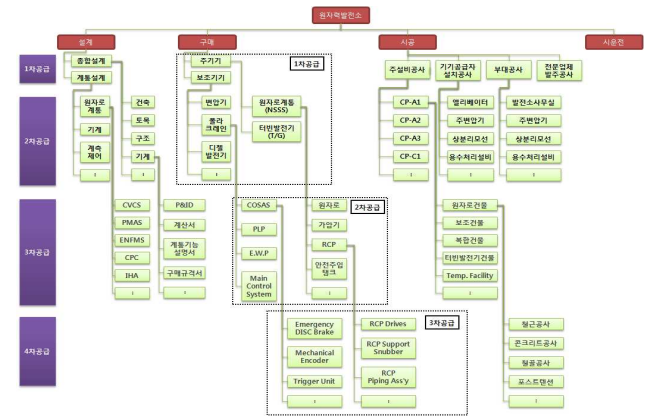 원자력발전소
설계
구매
시공
시운전
1차공급
종합설계
계통설계
주기기
보조기기
1차공급
주설비공사
기기공급자
설치공사
부대공사
전문업체
발주공사
2차공급
원자로
계통
기계
계측
제어
건축
토목
구조
기계
변압기
폴라
크레인
디젤
발전기
원자로계통
(NSSS)
터빈발전기
(T/G)
CP-A1
CP-A2
CP-A3
CP-C1
엘리베이터
주변압기
상분리모선
용수처리설비
발전소사무실
주변압기
상분리모선
용수처리설비
3차공급
CVCS
PMAS
ENFMS
CPC
IHA
P&ID
계산서
계통기능
설명서
구매규격서
COSAS
PLP
E.W.P
Main
Control
System
원자로
가압기
RCP
안전주입
탱크
2차공급
원자로건물
보조건물
복합건물
터빈발전기건물
Temp. Facility
4차공급
Emergency
DISC Brake
Mechanical
Encoder
Trigger Unit
RCP Drives
RCP Support
Snubber
RCP
Piping Ass'y
3차공급
철근공사
콘크리트공사
철골공사
포스트텐션